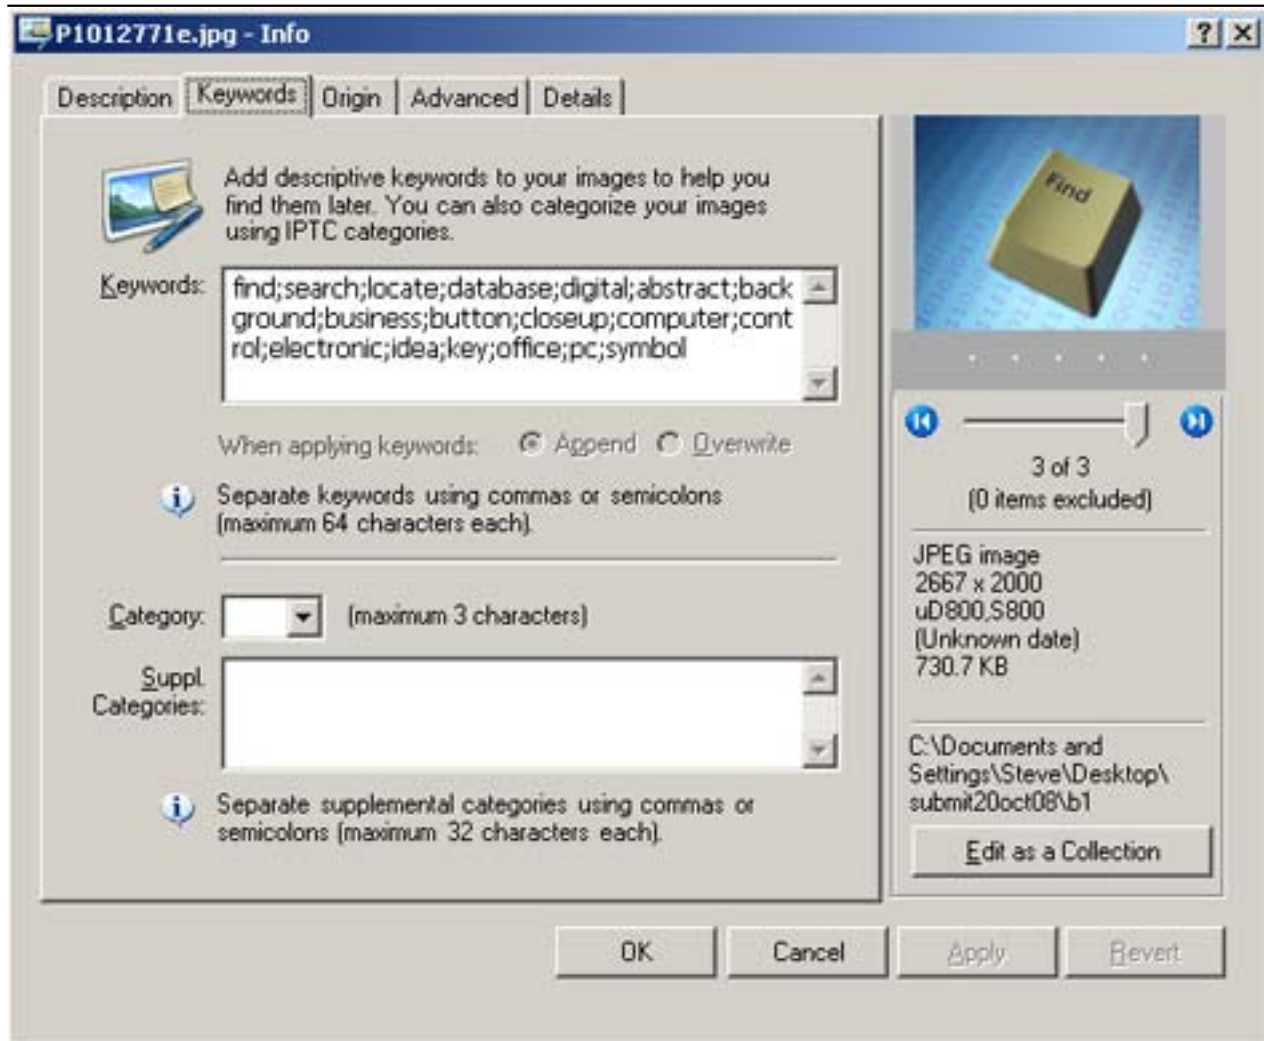 P1012771e.jpg - Info
Description Keywords Origin Advanced Details
Add descriptive keywords to your images to help you
find them later. You can also categorize your images
using IPTC categories.
Keywords:
find;search;locate;database;digital;abstract;back
ground;business;button;closeup;computer;cont
rol;electronic;idea;key;office;pc;symbol
When applying keywords: Append Overwrite
Separate keywords using commas or semicolons
(maximum 64 characters each).
Category: (maximum 3 characters)
Suppl.
Categories:
Separate supplemental categories using commas or
semicolons (maximum 32 characters each).
Find
3 of 3
(0 items excluded)
JPEG image
2667 x 2000
uD800,S800
(Unknown date)
730.7 KB
C:\Documents and
Settings\Steve\Desktop\
submit20oct08\b1
Edit as a Collection
OK Cancel Apply Revert